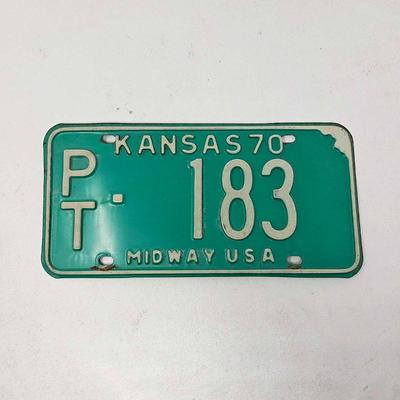 KANSAS 70
PT · 183
MIDWAY USA